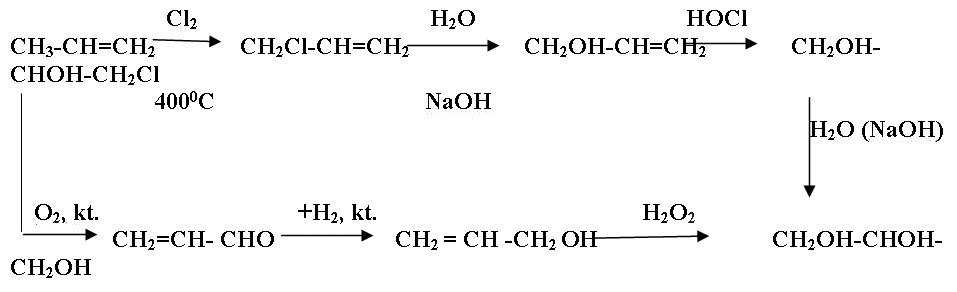 Cl₂ H₂O HOCl
CH₃-CH=CH₂ CH₂Cl-CH=CH₂ CH₂OH-CH=CH₂ CH₂OH-
CHOH-CH₂Cl
400⁰C NaOH
H₂O (NaOH)
O₂, kt. +H₂, kt. H₂O₂
CH₂=CH- CHO CH₂ = CH -CH₂ OH CH₂OH-CHOH-
CH₂OH